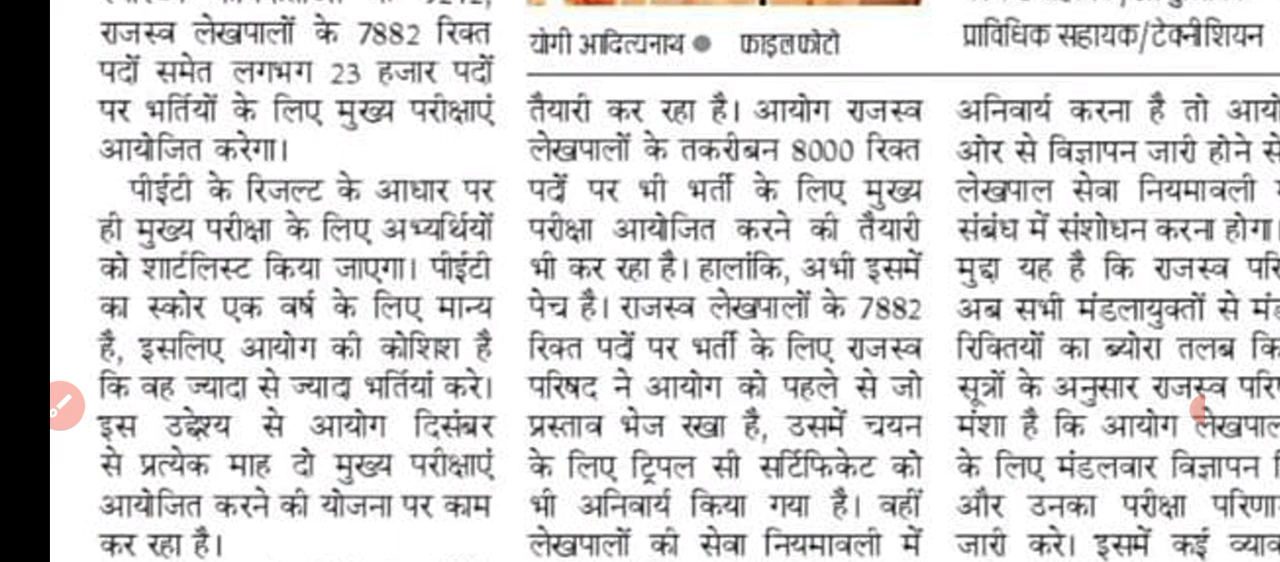 राजस्व लेखपालों के 7882 रिक्त
पदों समेत लगभग 23 हजार पदों
पर भर्तियों के लिए मुख्य परीक्षाएं
आयोजित करेगा।
पीईटी के रिजल्ट के आधार पर
ही मुख्य परीक्षा के लिए अभ्यर्थियों
को शार्टलिस्ट किया जाएगा। पीईटी
का स्कोर एक वर्ष के लिए मान्य
है, इसलिए आयोग की कोशिश है
कि वह ज्यादा से ज्यादा भर्तियां करे।
इस उद्देश्य से आयोग दिसंबर
से प्रत्येक माह दो मुख्य परीक्षाएं
आयोजित करने की योजना पर काम
कर रहा है।
योगी आदित्यनाथ ● फाइल फोटो
तैयारी कर रहा है। आयोग राजस्व
लेखपालों के तकरीबन 8000 रिक्त
पदों पर भी भर्ती के लिए मुख्य
परीक्षा आयोजित करने की तैयारी
भी कर रहा है। हालांकि, अभी इसमें
पेच है। राजस्व लेखपालों के 7882
रिक्त पदों पर भर्ती के लिए राजस्व
परिषद ने आयोग को पहले से जो
प्रस्ताव भेज रखा है, उसमें चयन
के लिए ट्रिपल सी सर्टिफिकेट को
भी अनिवार्य किया गया है। वहीं
लेखपालों की सेवा नियमावली में
प्राविधिक सहायक/टेक्नीशियन
अनिवार्य करना है तो आयो
ओर से विज्ञापन जारी होने से
लेखपाल सेवा नियमावली
संबंध में संशोधन करना होगा।
मुद्दा यह है कि राजस्व परि
अब सभी मंडलायुक्तों से मं
रिक्तियों का ब्योरा तलब कि
सूत्रों के अनुसार राजस्व परि
मंशा है कि आयोग लेखपाल
के लिए मंडलवार विज्ञापन
और उनका परीक्षा परिणा
जारी करे। इसमें कई व्याव